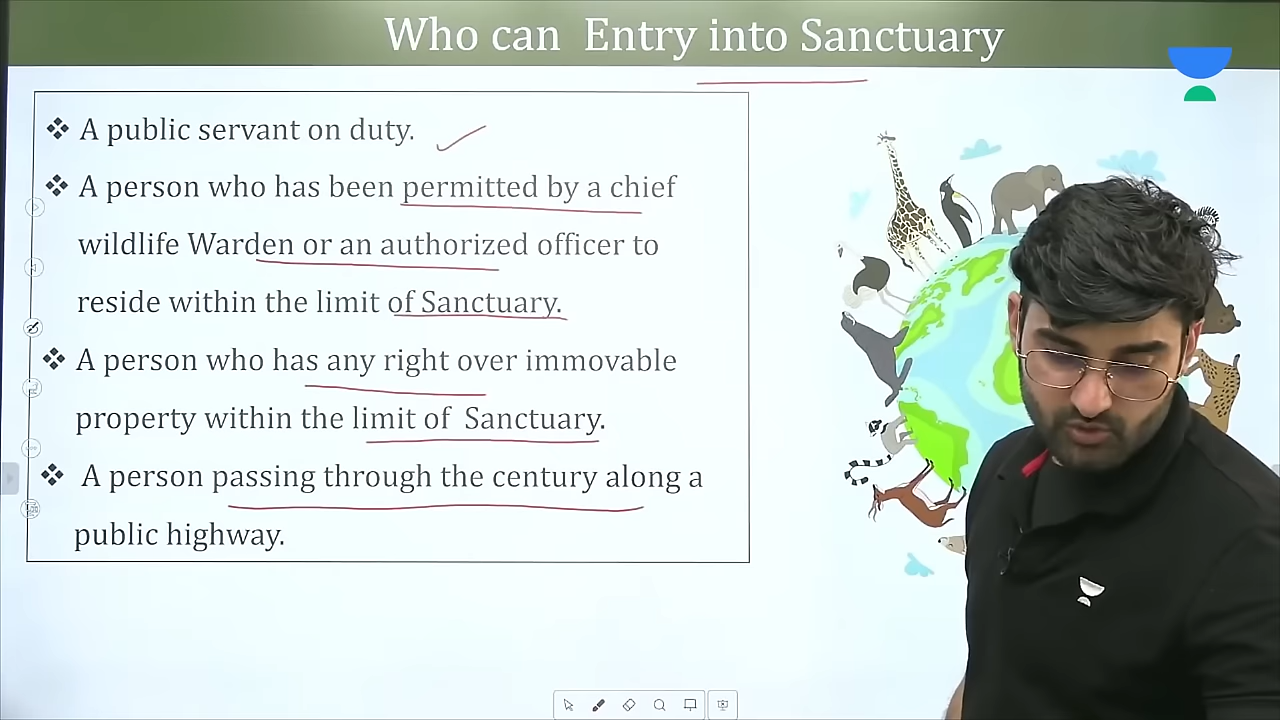 Who can Entry into Sanctuary
❖ A public servant on duty.
❖ A person who has been permitted by a chief
wildlife Warden or an authorized officer to
reside within the limit of Sanctuary.
❖ A person who has any right over immovable
property within the limit of Sanctuary.
❖ A person passing through the century along a
public highway.